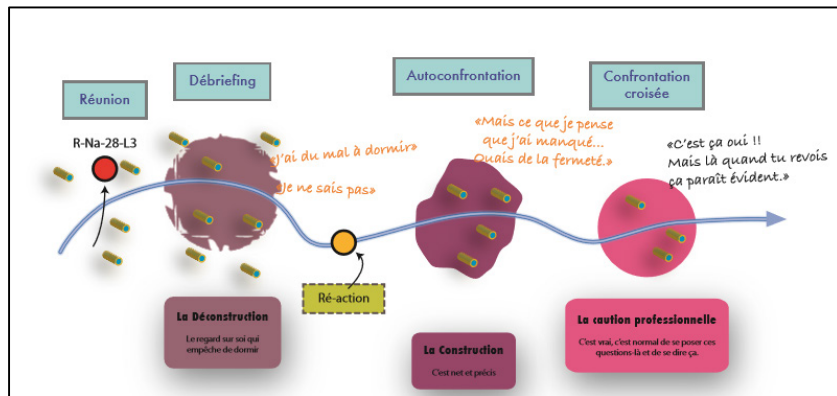 Réunion
Débriefing
Autoconfrontation
Confrontation
croisée
R-Na-28-L3
«J'ai du mal à dormir»
«Je ne sais pas»
«Mais ce que je pense
que j'ai manqué...
Ouais de la fermeté.»
«C'est ça oui !!
Mais là quand tu revois
ça paraît évident.»
Ré-action
La Déconstruction
Le regard sur soi qui
empêche de dormir
La Construction
C'est net et précis
La caution professionnelle
C'est vrai, c'est normal de se poser ces
questions-là et de se dire ça.